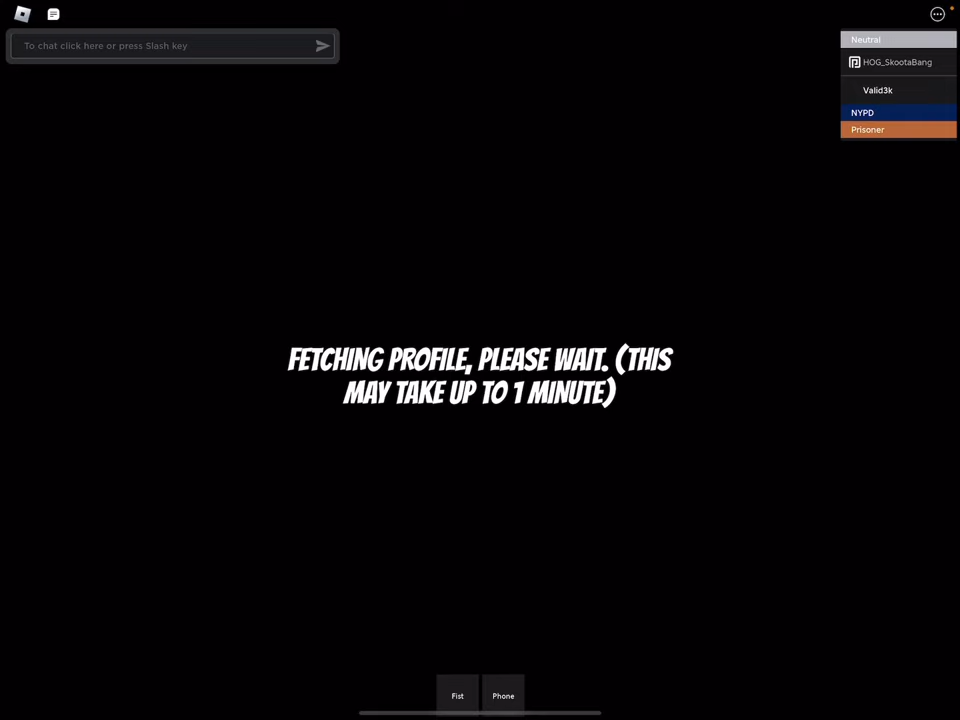 To chat click here or press Slash key
Neutral
HOG_SkootaBang
Valid3k
NYPD
Prisoner
FETCHING PROFILE, PLEASE WAIT. (THIS
MAY TAKE UP TO 1 MINUTE)
Fist
Phone